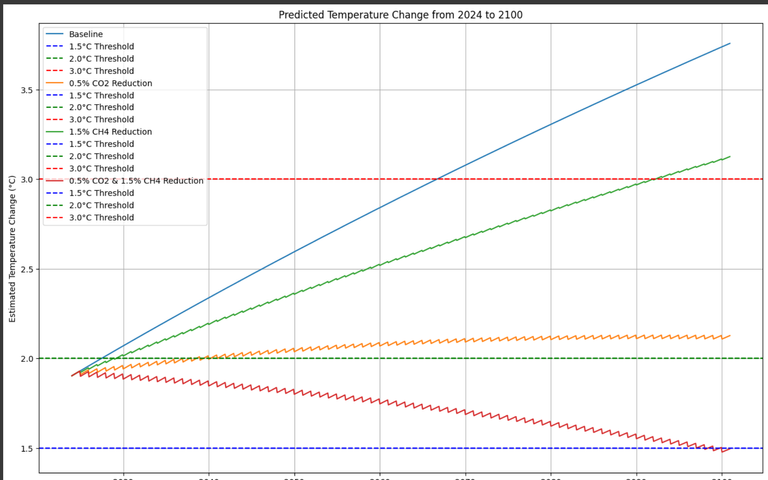 Predicted Temperature Change from 2024 to 2100
Baseline
1.5°C Threshold
2.0°C Threshold
3.0°C Threshold
0.5% CO2 Reduction
1.5°C Threshold
2.0°C Threshold
3.0°C Threshold
1.5% CH4 Reduction
1.5°C Threshold
2.0°C Threshold
3.0°C Threshold
0.5% CO2 & 1.5% CH4 Reduction
1.5°C Threshold
2.0°C Threshold
3.0°C Threshold
Estimated Temperature Change (°C)
3.5
3.0
2.5
2.0
1.5